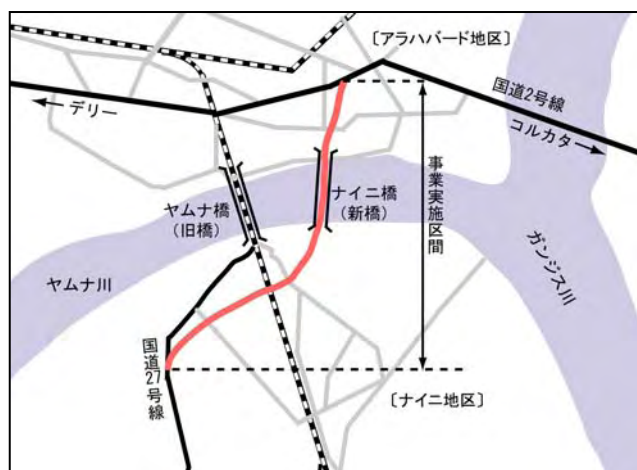 〔アラハバード地区〕
国道2号線
デリー
コルカタ
ヤムナ橋
(旧橋)
ナイニ橋
(新橋)
事業実施区間
ヤムナ川
ガンジス川
国道27号線
〔ナイニ地区〕